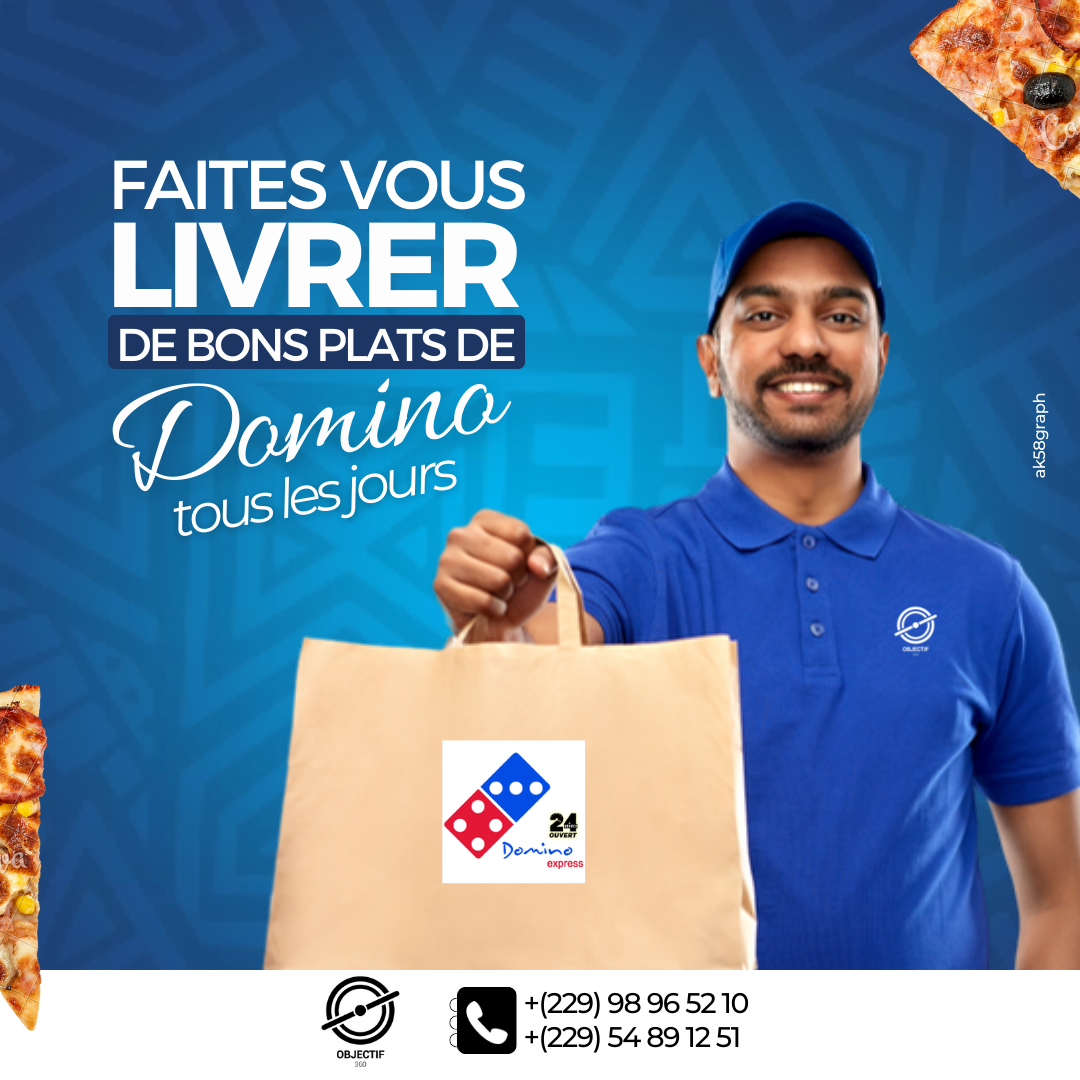 FAITES VOUS
LIVRER
DE BONS PLATS DE
Domino
tous les jours
ak58graph
OBJECTIF
24
OUVERT
Domino
express
OBJECTIF
360
+(229) 98 96 52 10
+(229) 54 89 12 51